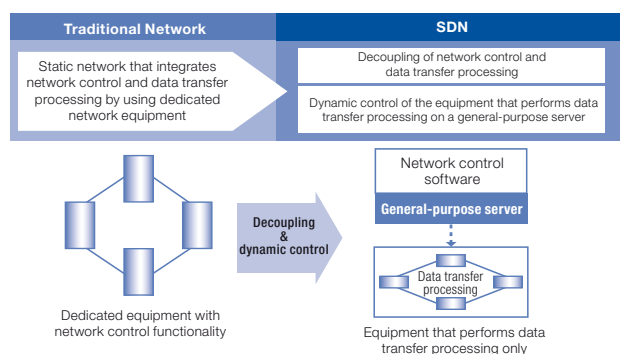 Traditional Network
SDN
Static network that integrates
network control and data transfer
processing by using dedicated
network equipment
Decoupling of network control and
data transfer processing
Dynamic control of the equipment that performs data
transfer processing on a general-purpose server
Dedicated equipment with
network control functionality
Decoupling
&
dynamic control
Network control
software
General-purpose server
Data transfer
processing
Equipment that performs data
transfer processing only